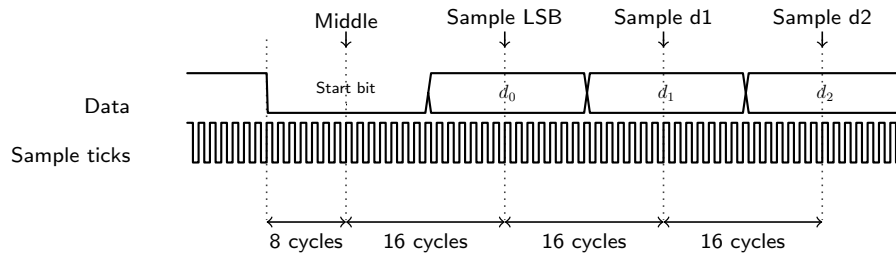 Middle Sample LSB Sample d1 Sample d2
Start bit d₀ d₁ d₂
Data
Sample ticks
8 cycles 16 cycles 16 cycles 16 cycles